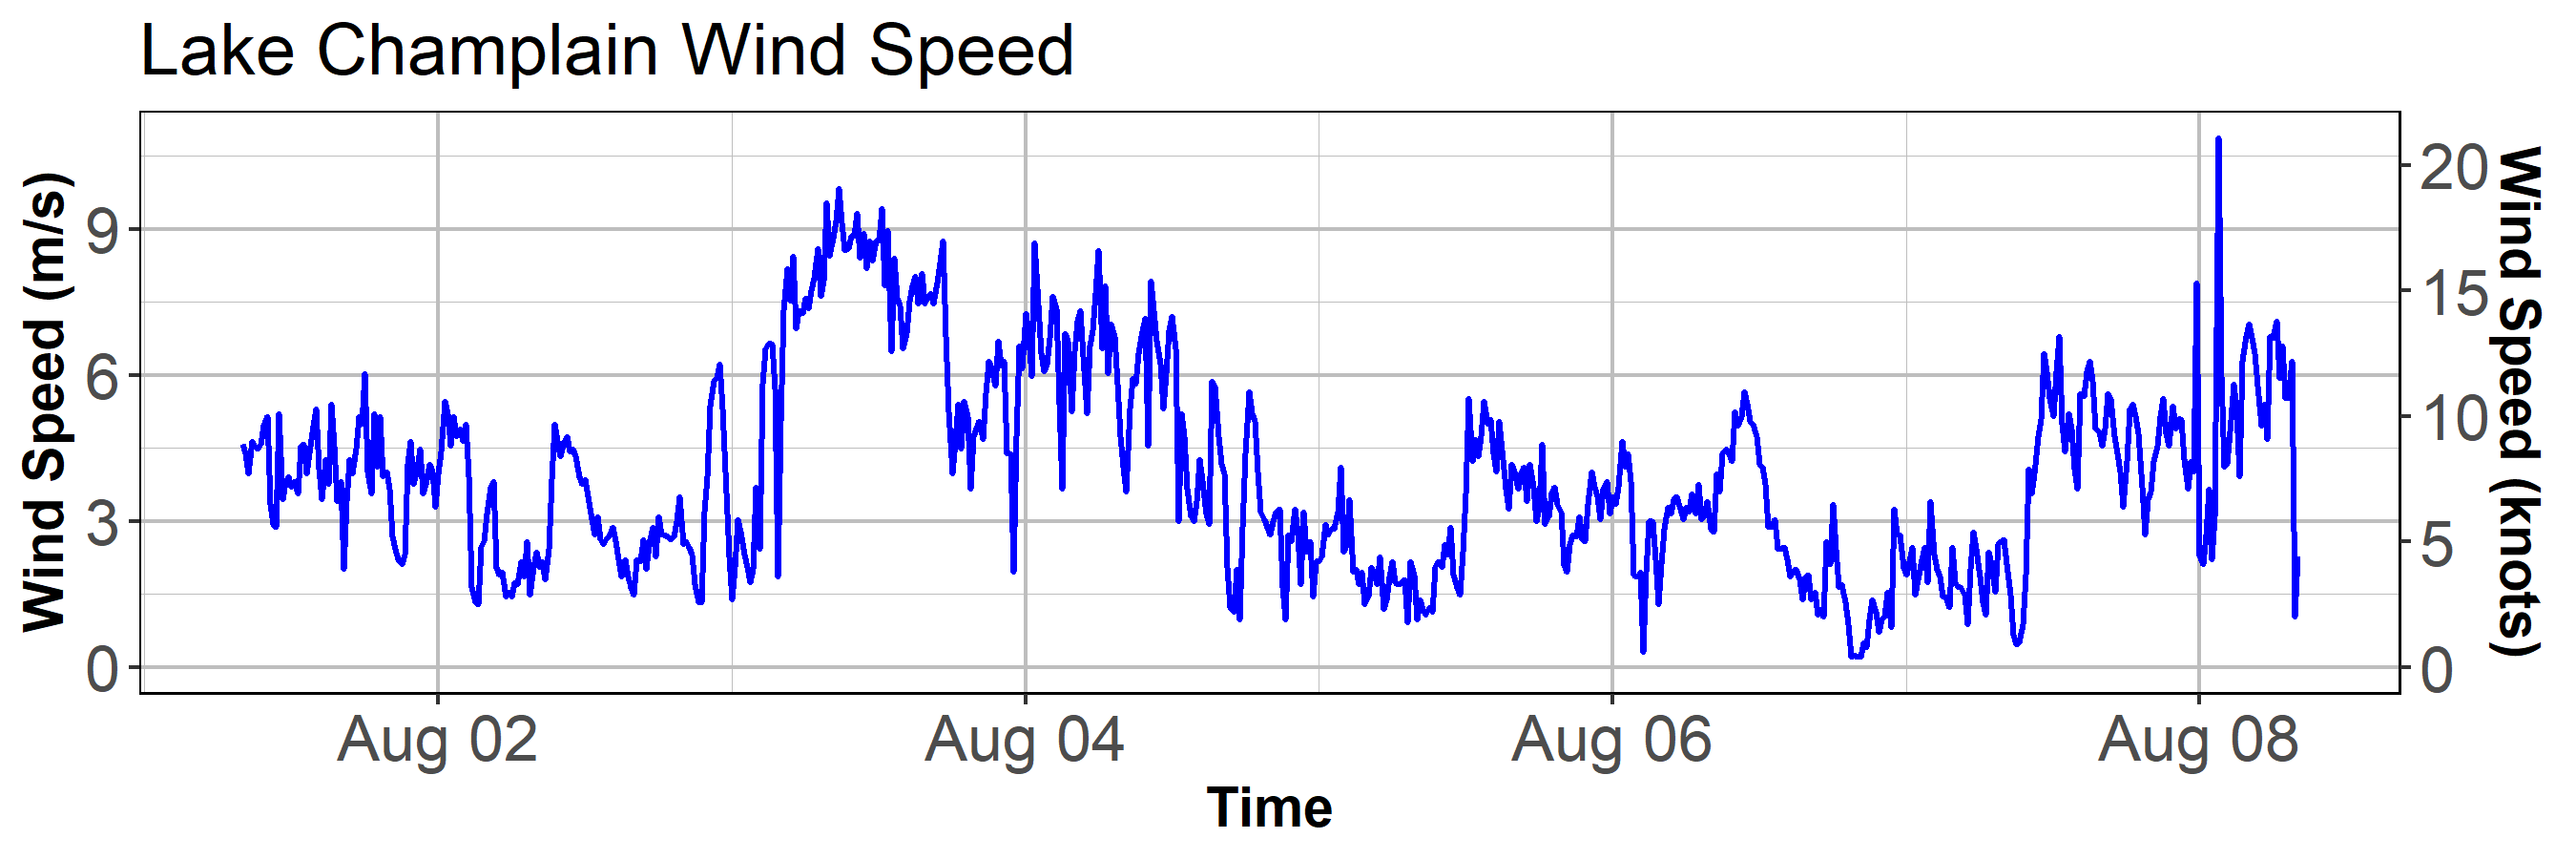 Lake Champlain Wind Speed
Wind Speed (m/s)
9
6
3
0
20
15
10
5
0
Wind Speed (knots)
Aug 02 Aug 04 Aug 06 Aug 08
Time